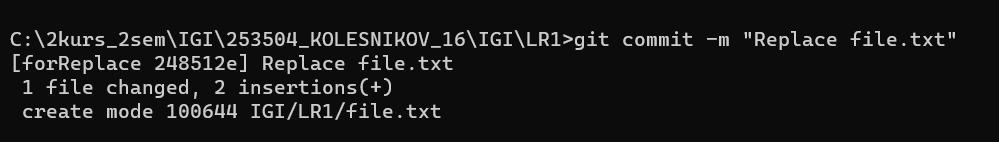 C:\2kurs_2sem\IGI\253504_KOLESNIKOV_16\IGI\LR1>git commit -m "Replace file.txt"
[forReplace 248512e] Replace file.txt
 1 file changed, 2 insertions(+)
 create mode 100644 IGI/LR1/file.txt